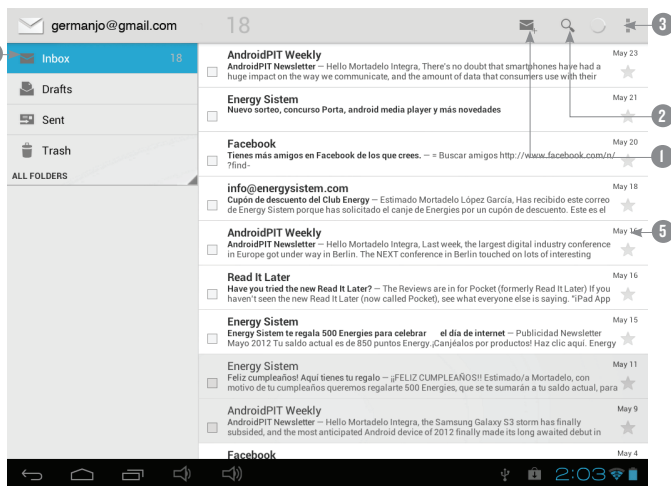 germanjo@gmail.com
18
3
Inbox 18
Drafts
Sent
Trash
ALL FOLDERS
AndroidPIT Weekly May 23
AndroidPIT Newsletter – Hello Mortadelo Integra, There's no doubt that smartphones have had a
huge impact on the way we communicate, and the amount of data that consumers use with their
Energy Sistem May 21
Nuevo sorteo, concurso Porta, android media player y más novedades
2
Facebook May 20
Tienes más amigos en Facebook de los que crees. – = Buscar amigos http://www.facebook.com/n/
?find-
1
info@energysistem.com May 18
Cupón de descuento del Club Energy – Estimado Mortadelo López García, Has recibido este correo
de Energy Sistem porque has solicitado el canje de Energies por un cupón de descuento. Este es el
AndroidPIT Weekly May 16
5
AndroidPIT Newsletter – Hello Mortadelo Integra, Last week, the largest digital industry conference
in Europe got under way in Berlin. The NEXT conference in Berlin touched on lots of interesting
Read It Later May 16
Have you tried the new Read It Later? – The Reviews are in for Pocket (formerly Read It Later) If you
haven't seen the new Read It Later (now called Pocket), see what everyone else is saying. "iPad App
Energy Sistem May 15
Energy Sistem te regala 500 Energies para celebrar el día de internet – Publicidad Newsletter
Mayo 2012 Tu saldo actual es de 850 puntos Energy.¡Canjéalos por productos! Haz clic aquí. Energy
Energy Sistem May 11
Feliz cumpleaños! Aqui tienes tu regalo – ¡¡FELIZ CUMPLEAÑOS!! Estimado/a Mortadelo, con
motivo de tu cumpleaños queremos regalarte 500 Energies, que se te sumarán a tu saldo actual, para
AndroidPIT Weekly May 9
AndroidPIT Newsletter – Hello Mortadelo Integra, the Samsung Galaxy S3 storm has finally
subsided, and the most anticipated Android device of 2012 finally made its long awaited debut in
Facebook May 4
2:03